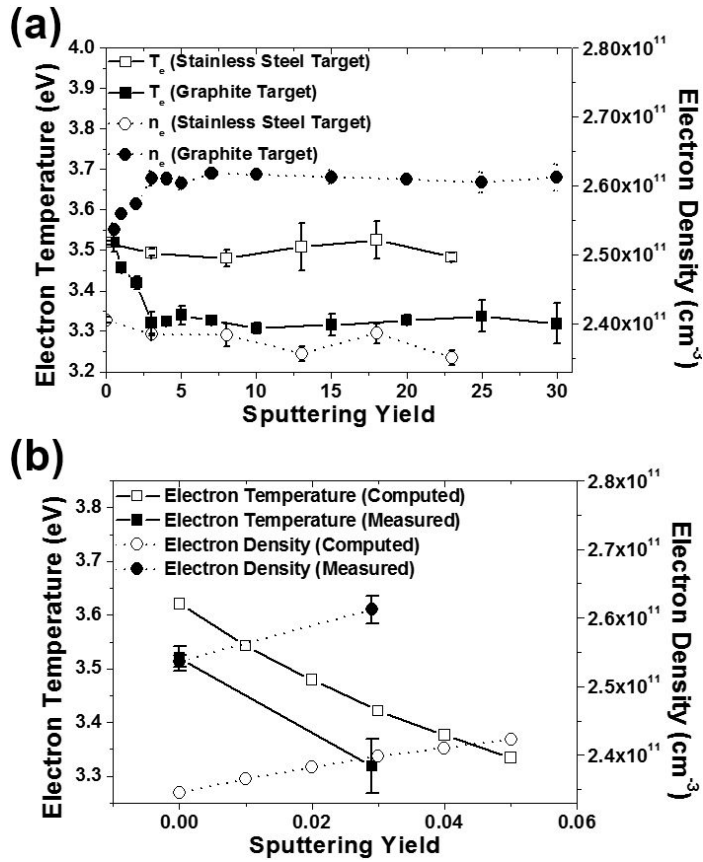 (a)
4.0
3.9
3.8
3.7
3.6
3.5
3.4
3.3
3.2
Electron Temperature (eV)
T_e (Stainless Steel Target)
T_e (Graphite Target)
n_e (Stainless Steel Target)
n_e (Graphite Target)
2.80x10^11
2.70x10^11
2.60x10^11
2.50x10^11
2.40x10^11
Electron Density (cm^-3)
0 5 10 15 20 25 30
Sputtering Yield
(b)
3.8
3.7
3.6
3.5
3.4
3.3
Electron Temperature (eV)
Electron Temperature (Computed)
Electron Temperature (Measured)
Electron Density (Computed)
Electron Density (Measured)
2.8x10^11
2.7x10^11
2.6x10^11
2.5x10^11
2.4x10^11
Electron Density (cm^-3)
0.00 0.02 0.04 0.06
Sputtering Yield